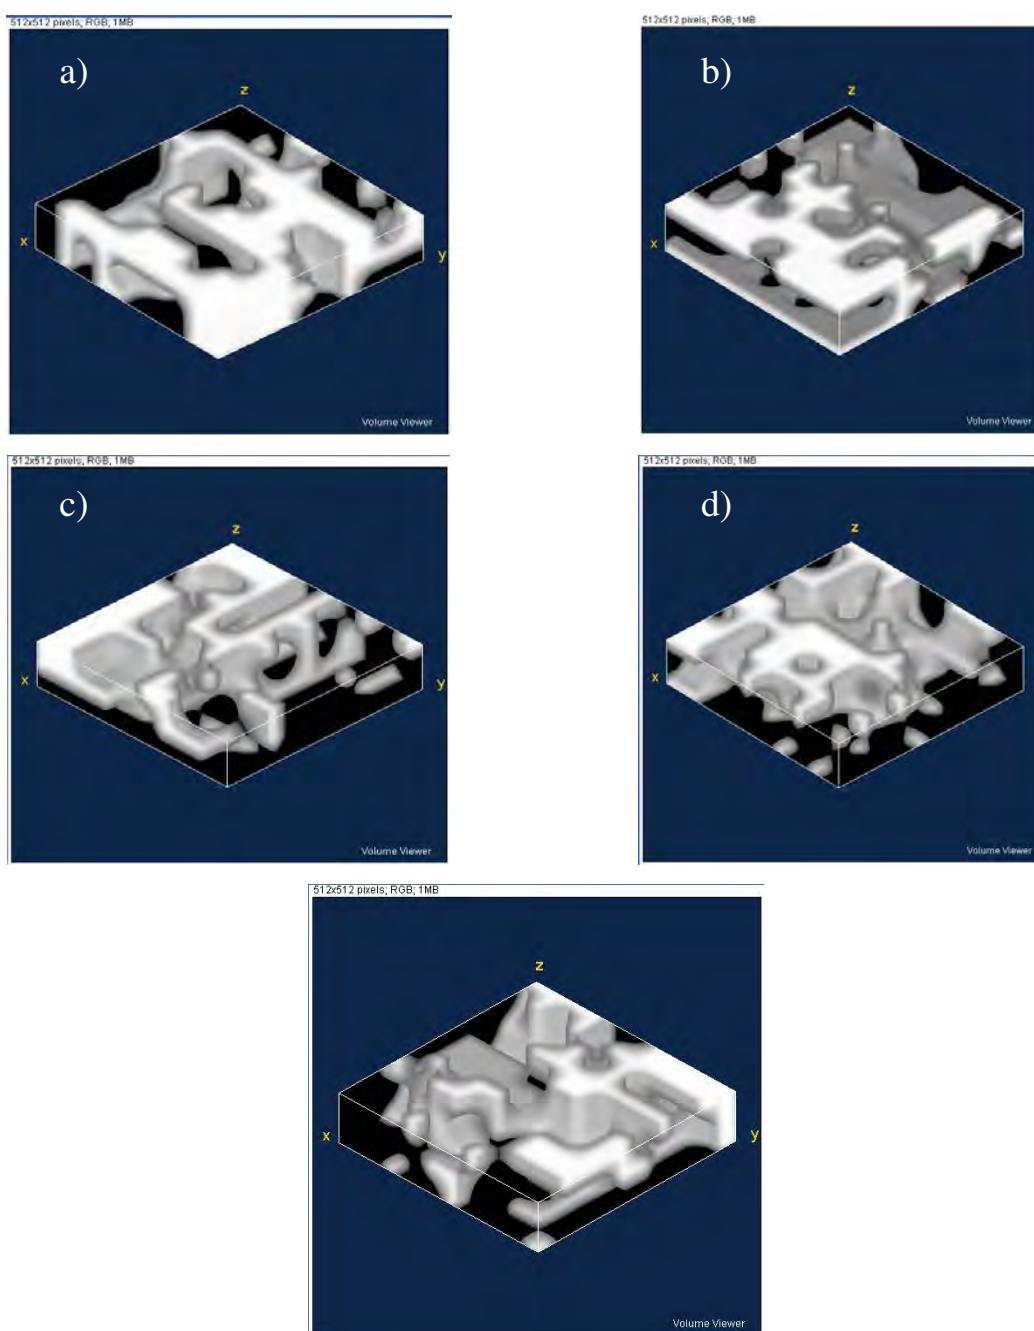 512x512 pixels; RGB; 1MB
a)
z
x
y
Volume Viewer
512x512 pixels; RGB; 1MB
b)
z
x
Volume Viewer
512x512 pixels; RGB; 1MB
c)
z
x
y
Volume Viewer
512x512 pixels; RGB; 1MB
d)
z
x
Volume Viewer
512x512 pixels; RGB; 1MB
z
x
y
Volume Viewer